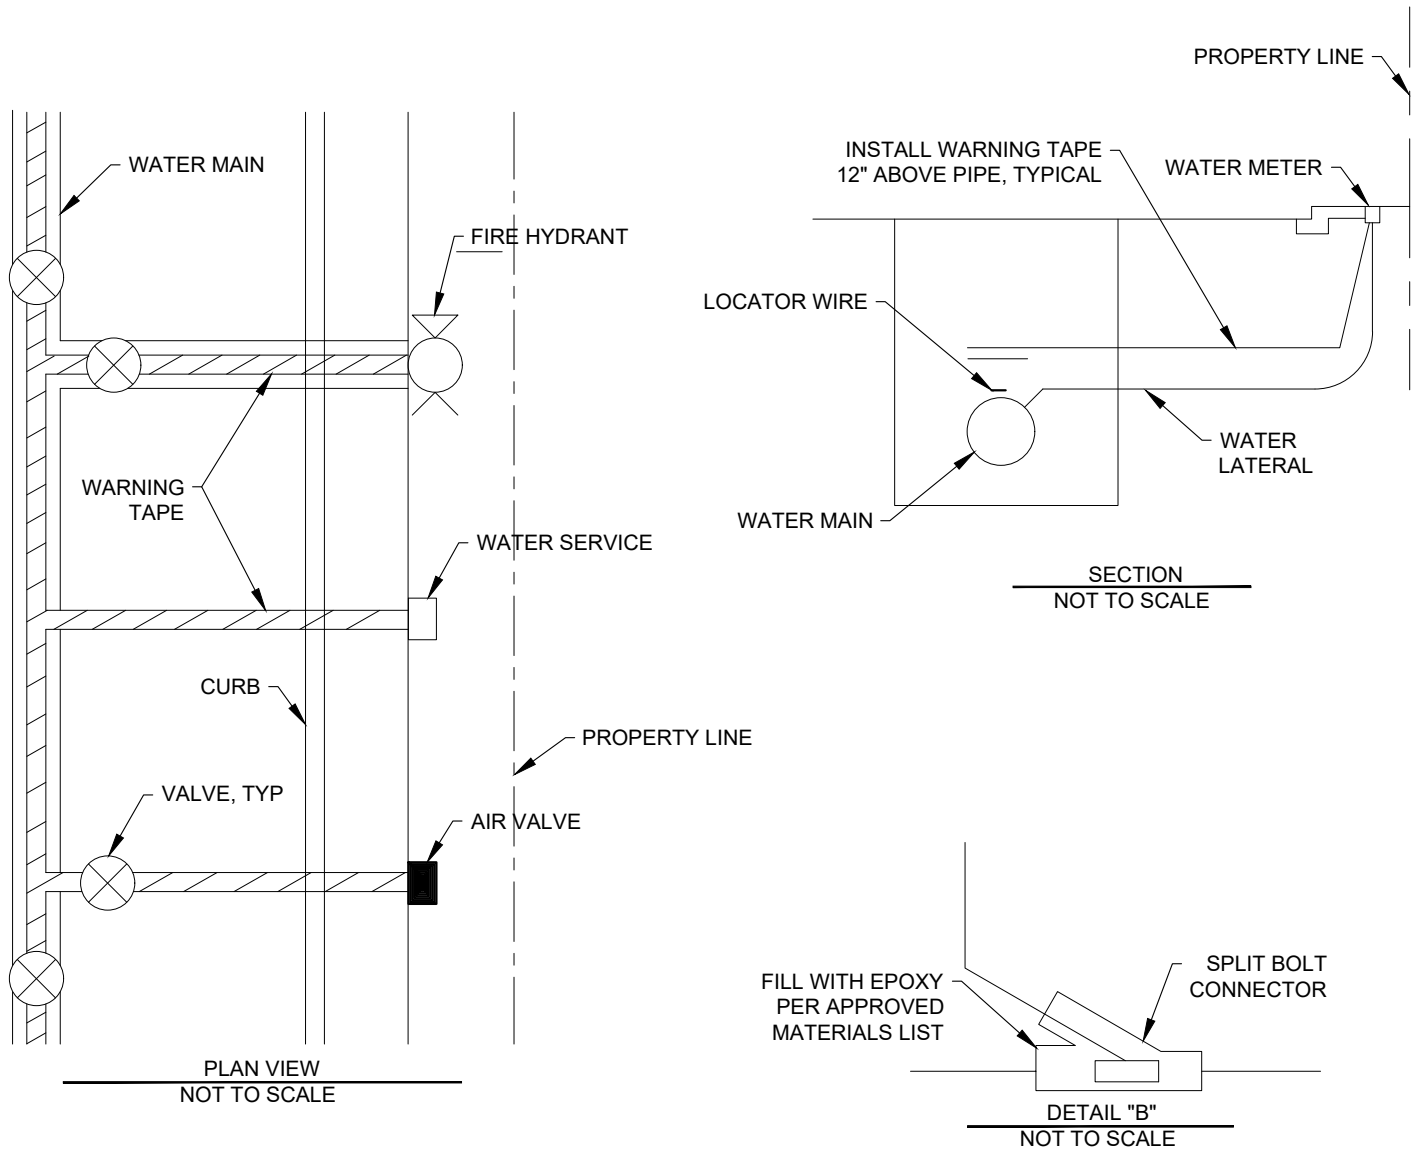 WATER MAIN
FIRE HYDRANT
WARNING
TAPE
WATER SERVICE
CURB
PROPERTY LINE
VALVE, TYP
AIR VALVE
PLAN VIEW
NOT TO SCALE
PROPERTY LINE
INSTALL WARNING TAPE
12" ABOVE PIPE, TYPICAL
WATER METER
LOCATOR WIRE
WATER
LATERAL
WATER MAIN
SECTION
NOT TO SCALE
FILL WITH EPOXY
PER APPROVED
MATERIALS LIST
SPLIT BOLT
CONNECTOR
DETAIL "B"
NOT TO SCALE